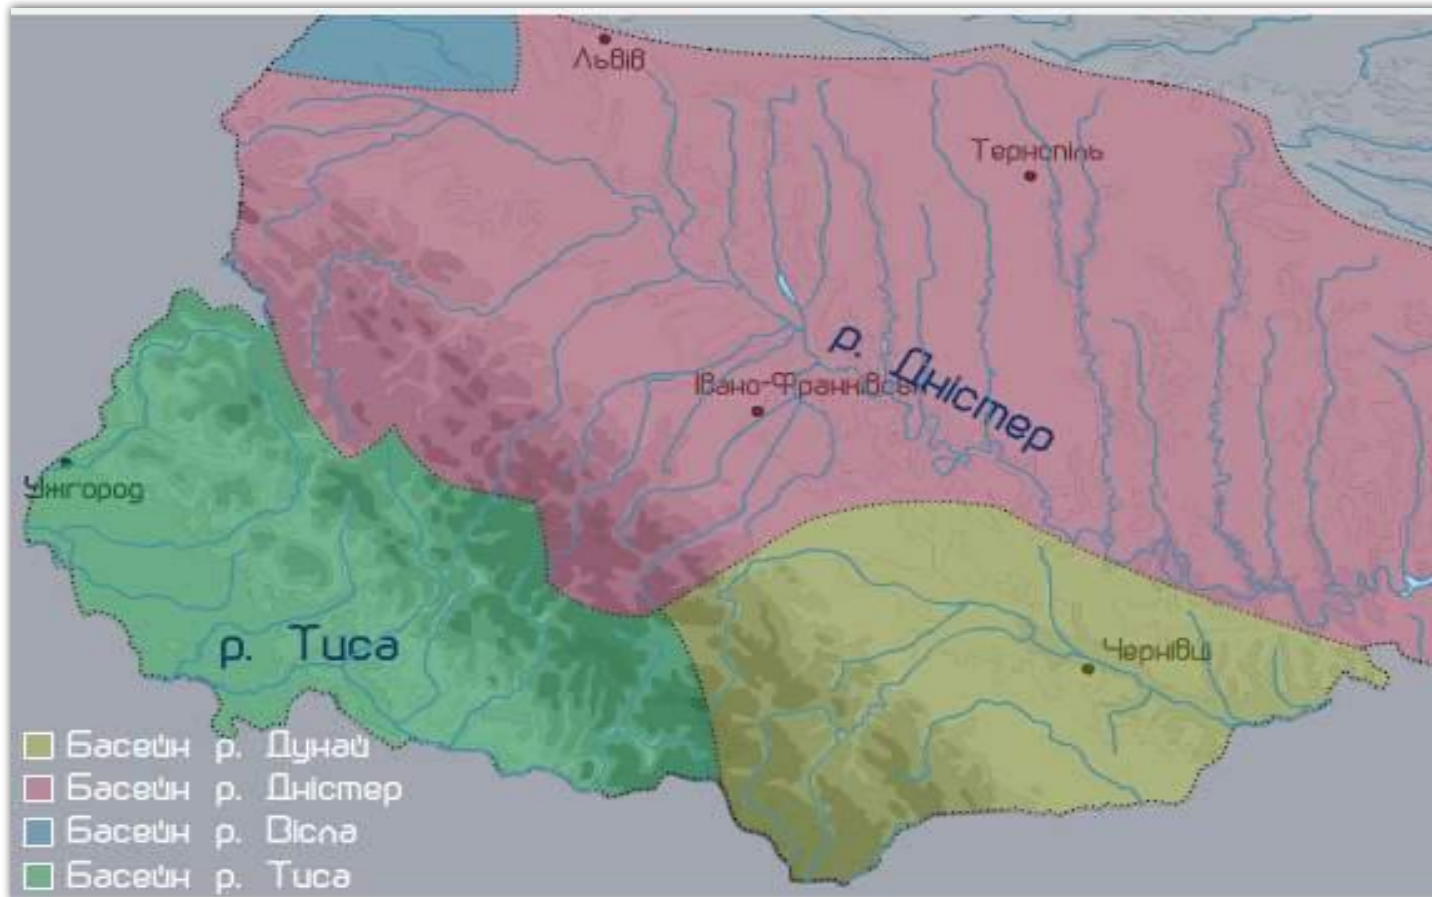 Львів
Тернопіль
р. Дністер
Івано-Франківськ
Ужгород
р. Тиса
Чернівці
Басейн р. Дунай
Басейн р. Дністер
Басейн р. Вісла
Басейн р. Тиса